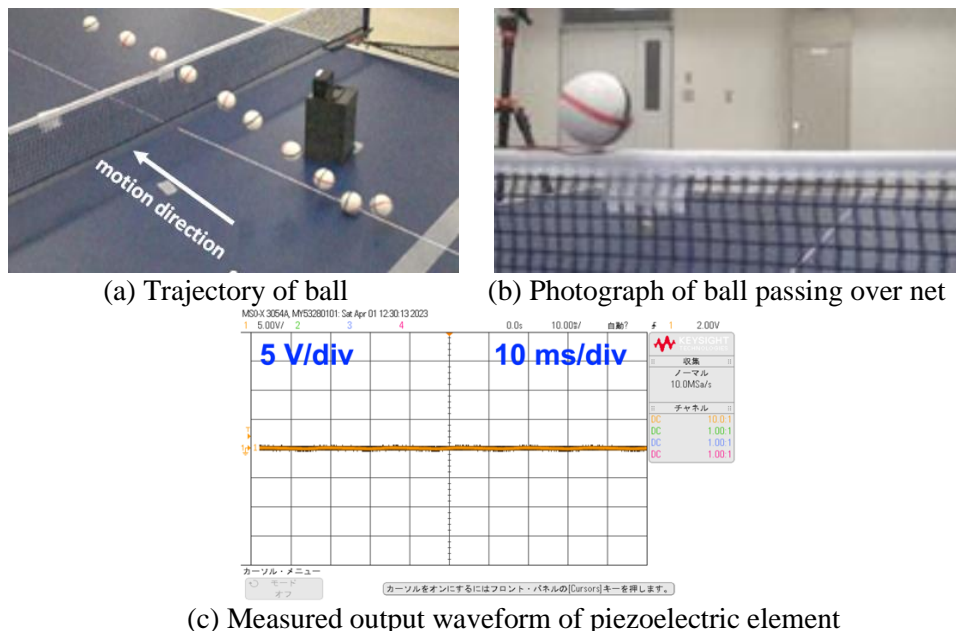 motion direction
(a) Trajectory of ball
(b) Photograph of ball passing over net
MSO-X 3054A, MY53280101: Sat Apr 01 12:30:13 2023
1 5.00V/ 2 3 4 0.0s 10.00ms/ 自動? 1 2.00V
5 V/div 10 ms/div
KEYSIGHT
収集
ノーマル
10.0MSa/s
チャネル
DC 10.0:1
DC 1.00:1
DC 1.00:1
DC 1.00:1
カーソル・メニュー
モード
オフ
カーソルをオンにするにはフロント・パネルの[Cursors]キーを押します。
(c) Measured output waveform of piezoelectric element